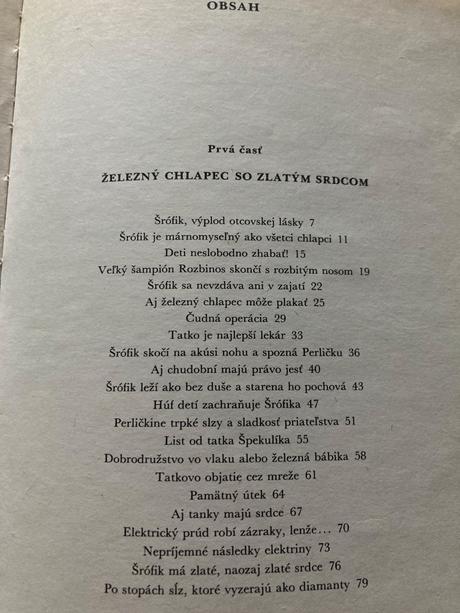 OBSAH
Prvá časť
ŽELEZNÝ CHLAPEC SO ZLATÝM SRDCOM
Šrófik, výplod otcovskej lásky 7
Šrófik je márnomyseľný ako všetci chlapci 11
Deti neslobodno zhabať! 15
Veľký šampión Rozbinos skončí s rozbitým nosom 19
Šrófik sa nevzdáva ani v zajatí 22
Aj železný chlapec môže plakať 25
Čudná operácia 29
Tatko je najlepší lekár 33
Šrófik skočí na akúsi nohu a spozná Perličku 36
Aj chudobní majú právo jesť 40
Šrófik leží ako bez duše a starena ho pochová 43
Húf detí zachraňuje Šrófika 47
Perličkine trpké slzy a sladkosť priateľstva 51
List od tatka Špekulíka 55
Dobrodružstvo vo vlaku alebo železná bábika 58
Tatkovo objatie cez mreže 61
Pamätný útek 64
Aj tanky majú srdce 67
Elektrický prúd robí zázraky, lenže... 70
Nepríjemné následky elektriny 73
Šrófik má zlaté, naozaj zlaté srdce 76
Po stopách sĺz, ktoré vyzerajú ako diamanty 79